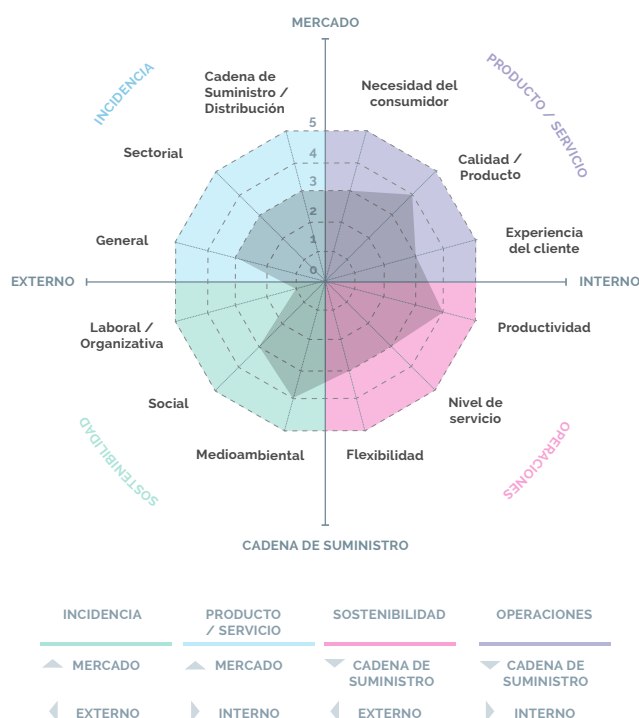 MERCADO
INCIDENCIA
PRODUCTO / SERVICIO
Cadena de
Suministro /
Distribución
Necesidad del
consumidor
5
4
3
2
1
0
Sectorial
Calidad /
Producto
General
Experiencia
del cliente
EXTERNO
INTERNO
Laboral /
Organizativa
Productividad
Social
Nivel de
servicio
Medioambiental
Flexibilidad
SOSTENIBILIDAD
OPERACIONES
CADENA DE SUMINISTRO
INCIDENCIA
PRODUCTO
/ SERVICIO
SOSTENIBILIDAD
OPERACIONES
MERCADO
MERCADO
CADENA DE
SUMINISTRO
CADENA DE
SUMINISTRO
EXTERNO
INTERNO
EXTERNO
INTERNO